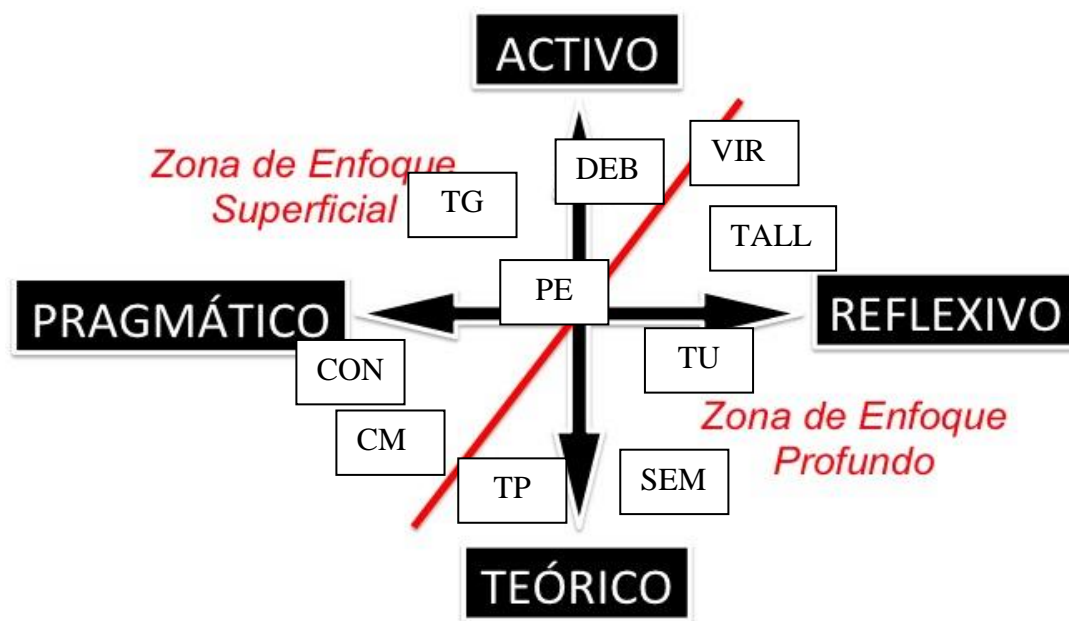 ACTIVO
Zona de Enfoque
Superficial
DEB
VIR
TG
TALL
PE
PRAGMÁTICO
REFLEXIVO
CON
TU
CM
Zona de Enfoque
Profundo
TP
SEM
TEÓRICO